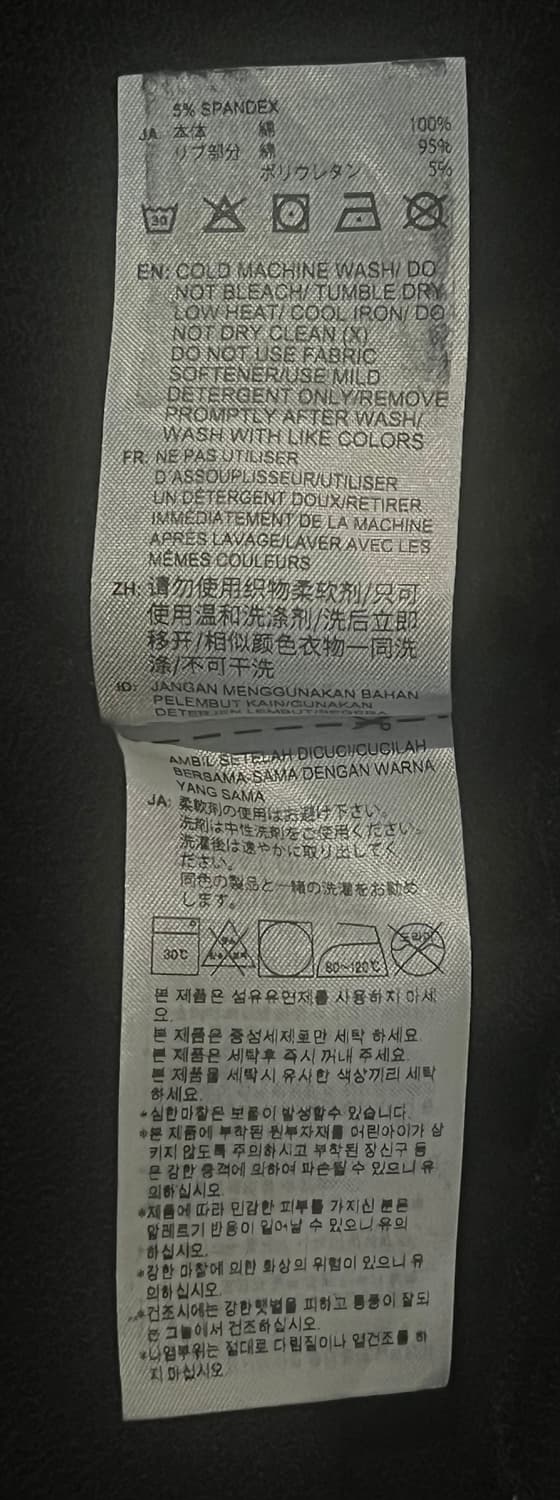 5% SPANDEX
JA: 本体 綿 100%
リブ部分 綿 95%
ポリウレタン 5%
30
EN: COLD MACHINE WASH/ DO
NOT BLEACH/ TUMBLE DRY
LOW HEAT/ COOL IRON/ DO
NOT DRY CLEAN (X)
DO NOT USE FABRIC
SOFTENER/USE MILD
DETERGENT ONLY/REMOVE
PROMPTLY AFTER WASH/
WASH WITH LIKE COLORS
FR: NE PAS UTILISER
D'ASSOUPLISSEUR/UTILISER
UN DÉTERGENT DOUX/RETIRER
IMMÉDIATEMENT DE LA MACHINE
APRÈS LAVAGE/LAVER AVEC LES
MÊMES COULEURS
ZH: 请勿使用织物柔软剂/只可
使用温和洗涤剂/洗后立即
移开/相似颜色衣物一同洗
涤/不可干洗
ID: JANGAN MENGGUNAKAN BAHAN
PELEMBUT KAIN/GUNAKAN
DETERJEN LEMBUT/SEGERA
AMBIL SETELAH DICUCI/CUCILAH
BERSAMA-SAMA DENGAN WARNA
YANG SAMA
JA: 柔軟剤の使用はお避け下さい。
洗剤は中性洗剤をご使用ください。
洗濯後は速やかに取り出してく
ださい。
同色の製品と一緒の洗濯をお勧め
します。
30℃ 80~120℃ 드라이
본 제품은 섬유유연제를 사용하지 마세
요.
본 제품은 중성세제로만 세탁 하세요.
본 제품은 세탁후 즉시 꺼내 주세요.
본 제품을 세탁시 유사한 색상끼리 세탁
하세요.
*심한마찰은 보풀이 발생할수 있습니다.
*본 제품에 부착된 원부자재를 어린아이가 삼
키지 않도록 주의하시고 부착된 장신구 등
은 강한 충격에 의하여 파손될 수 있으니 유
의하십시오.
*제품에 따라 민감한 피부를 가지신 분은
알레르기 반응이 일어날 수 있으니 유의
하십시오.
*강한 마찰에 의한 화상의 위험이 있으니 유
의하십시오.
*건조시에는 강한햇볕을 피하고 통풍이 잘되
는 그늘에서 건조하십시오.
*나염부위는 절대로 다림질이나 열건조를 하
지 마십시오